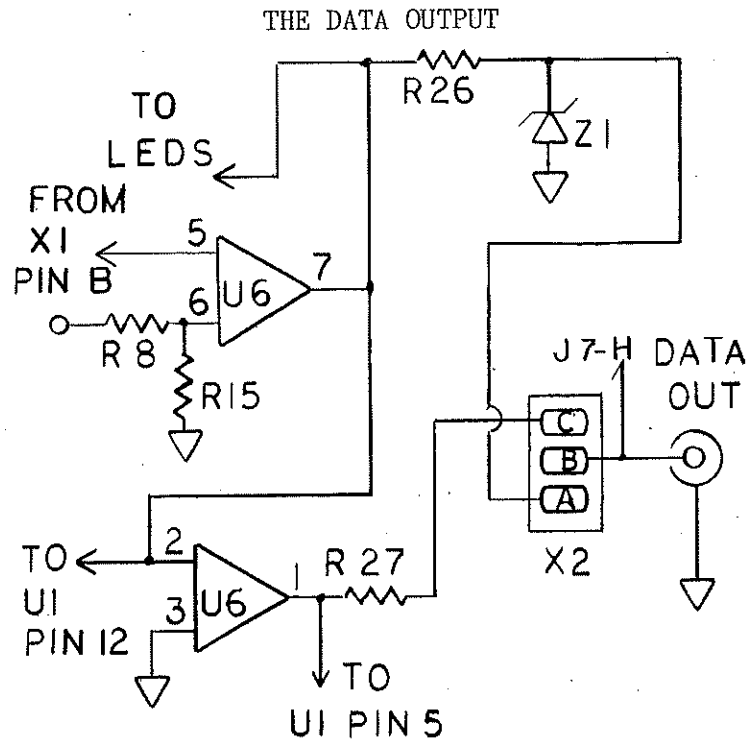 THE DATA OUTPUT
R26
TO
LEDS
Z1
FROM
X1
PIN B
5
7
U6
6
R8
R15
J7-H
DATA
OUT
C
B
A
X2
TO
U1
PIN 12
2
1
R27
U6
3
TO
U1 PIN 5